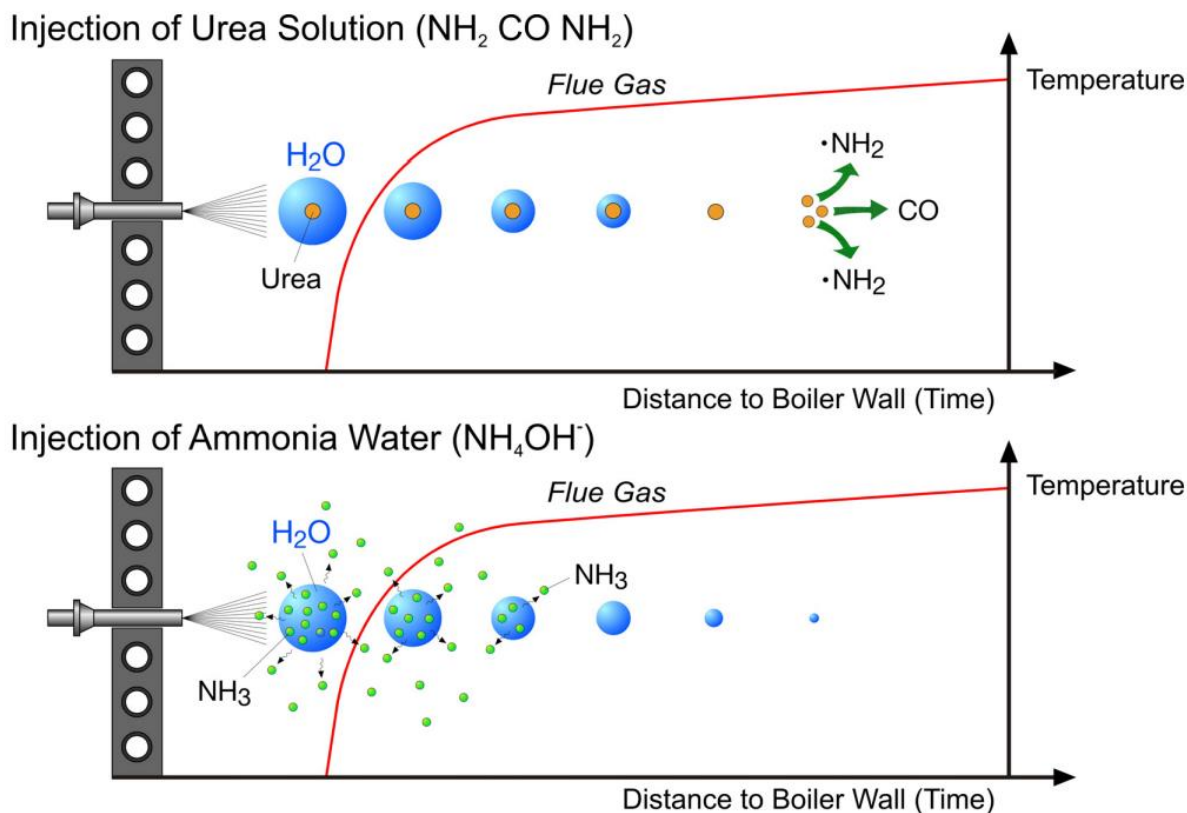 Injection of Urea Solution (NH₂ CO NH₂)
Flue Gas
Temperature
H₂O
·NH₂
CO
Urea
·NH₂
Distance to Boiler Wall (Time)
Injection of Ammonia Water (NH₄OH⁻)
Flue Gas
Temperature
H₂O
NH₃
NH₃
Distance to Boiler Wall (Time)